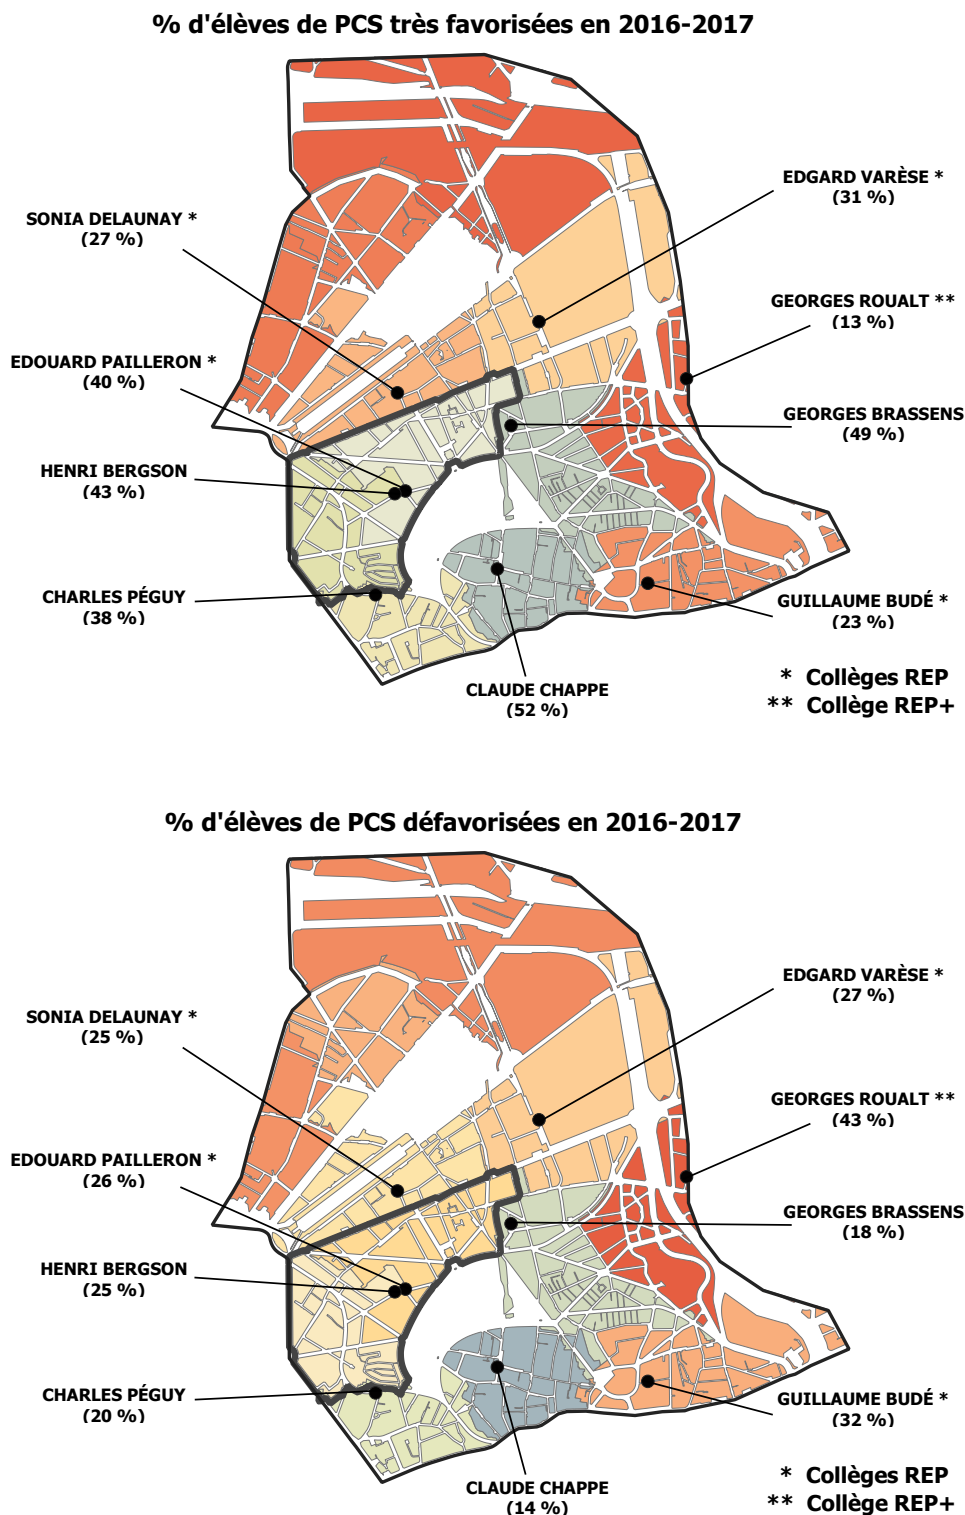 % d'élèves de PCS très favorisées en 2016-2017
EDGARD VARÈSE *
(31 %)
SONIA DELAUNAY *
(27 %)
GEORGES ROUALT **
(13 %)
EDOUARD PAILLERON *
(40 %)
GEORGES BRASSENS
(49 %)
HENRI BERGSON
(43 %)
CHARLES PÉGUY
(38 %)
GUILLAUME BUDÉ *
(23 %)
CLAUDE CHAPPE
(52 %)
* Collèges REP
** Collège REP+
% d'élèves de PCS défavorisées en 2016-2017
EDGARD VARÈSE *
(27 %)
SONIA DELAUNAY *
(25 %)
GEORGES ROUALT **
(43 %)
EDOUARD PAILLERON *
(26 %)
GEORGES BRASSENS
(18 %)
HENRI BERGSON
(25 %)
CHARLES PÉGUY
(20 %)
GUILLAUME BUDÉ *
(32 %)
CLAUDE CHAPPE
(14 %)
* Collèges REP
** Collège REP+